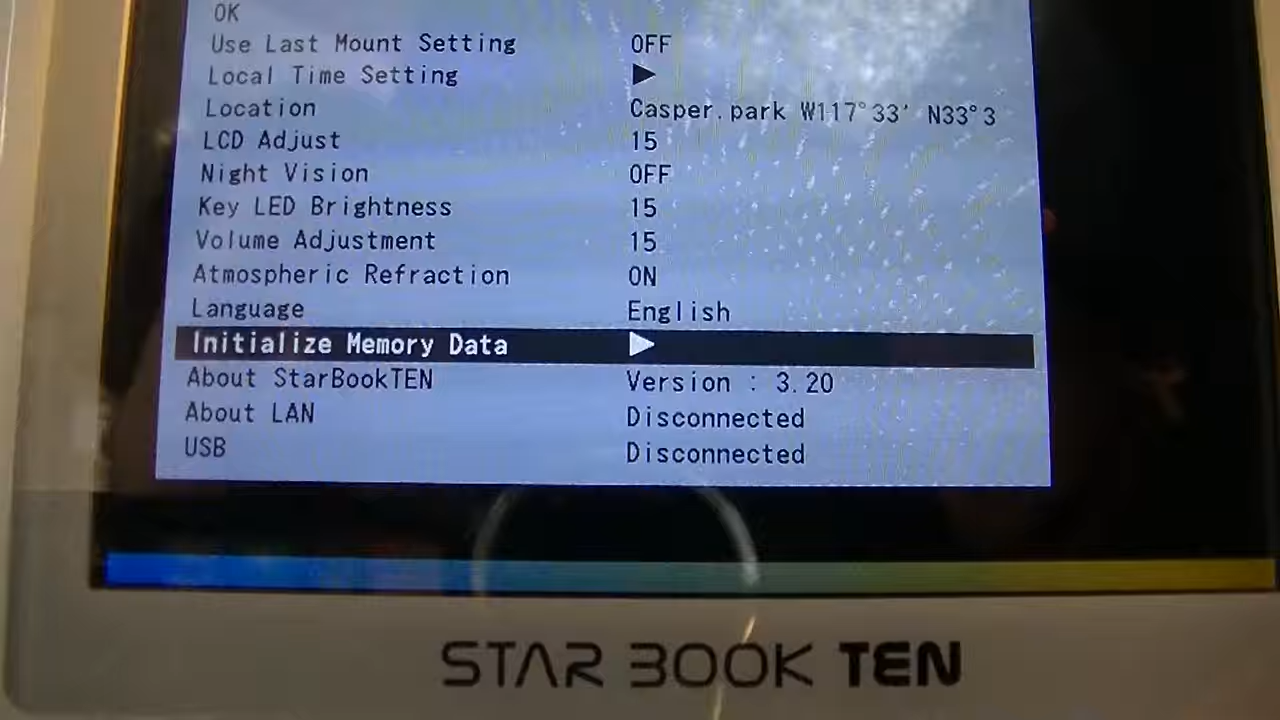 OK
Use Last Mount Setting OFF
Local Time Setting ▶
Location Casper.park W117°33' N33°3
LCD Adjust 15
Night Vision OFF
Key LED Brightness 15
Volume Adjustment 15
Atmospheric Refraction ON
Language English
Initialize Memory Data ▶
About StarBookTEN Version : 3.20
About LAN Disconnected
USB Disconnected
STAR BOOK TEN